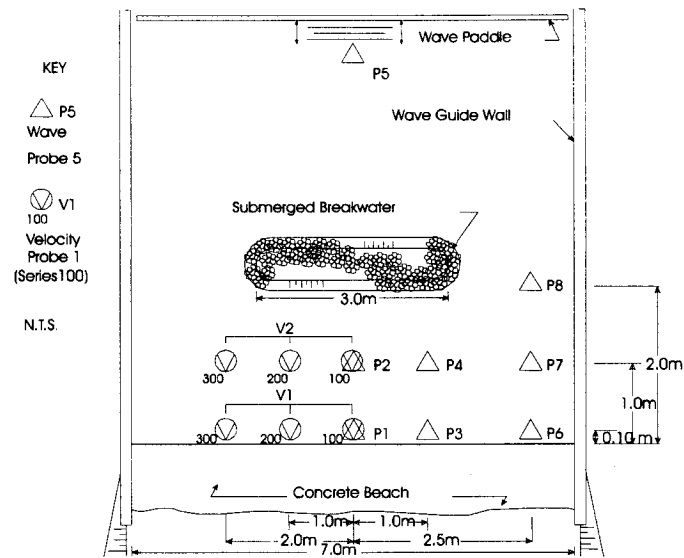 Wave Paddle
P5
KEY
P5
Wave
Probe 5
Wave Guide Wall
V1
100
Velocity
Probe 1
(Series100)
Submerged Breakwater
3.0m
P8
N.T.S.
V2
300
200
100
P2
P4
P7
2.0m
1.0m
V1
300
200
100
P1
P3
P6
0.10 m
Concrete Beach
1.0m
1.0m
2.0m
2.5m
7.0m